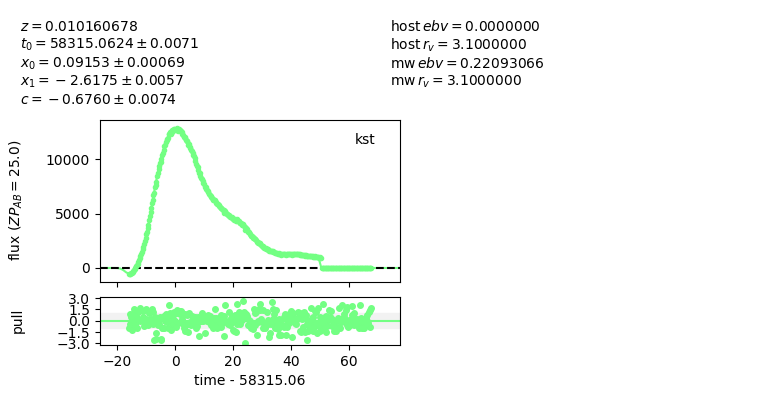 z = 0.010160678
t0 = 58315.0624 ± 0.0071
x0 = 0.09153 ± 0.00069
x1 = −2.6175 ± 0.0057
c = −0.6760 ± 0.0074
host ebv = 0.0000000
host rv = 3.1000000
mw ebv = 0.22093066
mw rv = 3.1000000
kst
flux (ZPAB = 25.0)
10000
5000
0
pull
3.0
1.5
0.0
−1.5
−3.0
−20 0 20 40 60
time - 58315.06